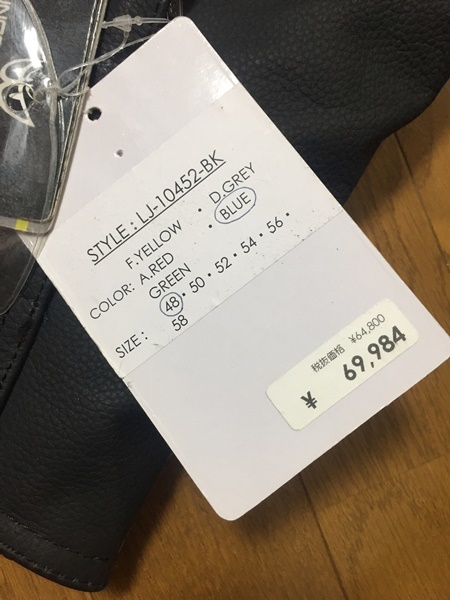 STYLE : LJ-10452-BK
F.YELLOW · D.GREY
COLOR: A.RED · BLUE
GREEN
SIZE: 48 · 50 · 52 · 54 · 56 ·
58
税抜価格 ¥64,800
¥ 69,984